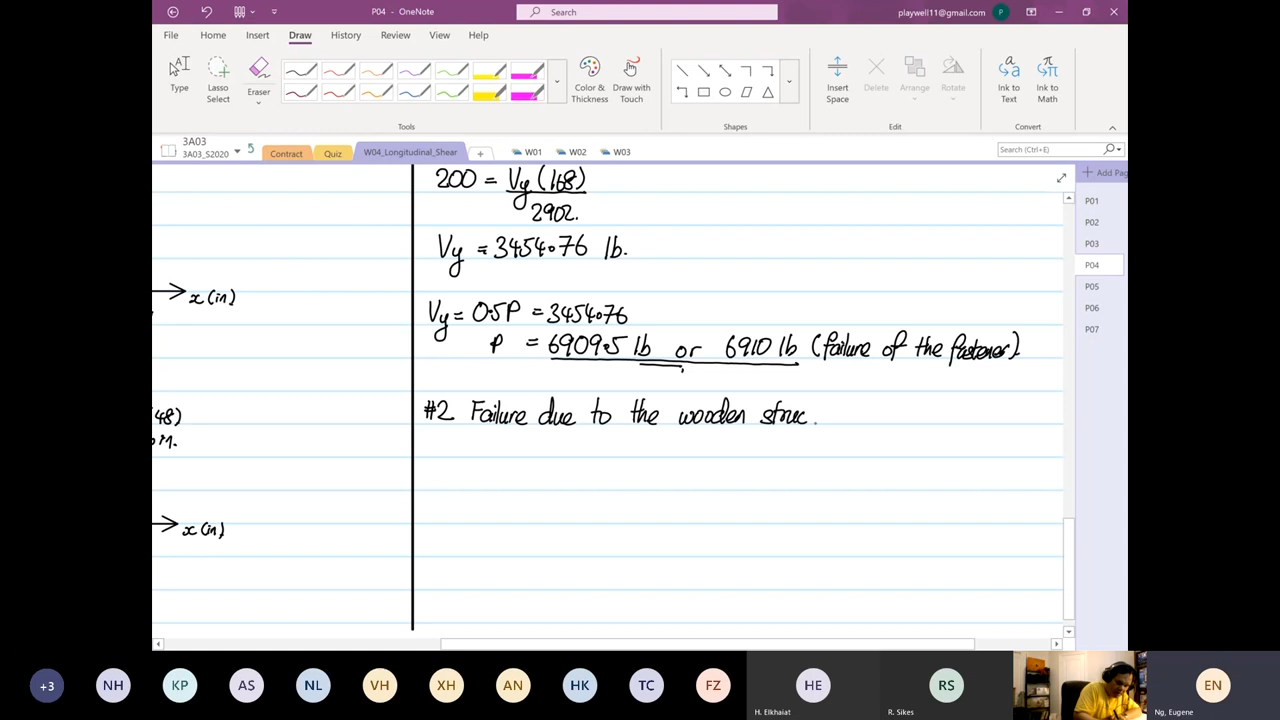 P04 - OneNote
Search
playwell11@gmail.com
P
File Home Insert Draw History Review View Help
Type
Lasso Select
Eraser
Color & Thickness
Draw with Touch
Insert Space
Delete
Arrange
Rotate
Ink to Text
Ink to Math
Tools
Shapes
Edit
Convert
3A03
3A03_S2020
5
Contract
Quiz
W04_Longitudinal_Shear
W01
W02
W03
Search (Ctrl+E)
Add Pag
P01
P02
P03
P04
P05
P06
P07
200 = Vy (168)
2902.
Vy = 3454.76 lb.
x (in)
Vy = 0.5P = 3454.76
P = 6909.5 lb or 6910 lb (failure of the fastener).
#2 Failure due to the wooden struc.
(48)
x (in)
+3
NH
KP
AS
NL
VH
XH
AN
HK
TC
FZ
HE
H. Elkhaiat
RS
R. Sikes
EN
Ng, Eugene